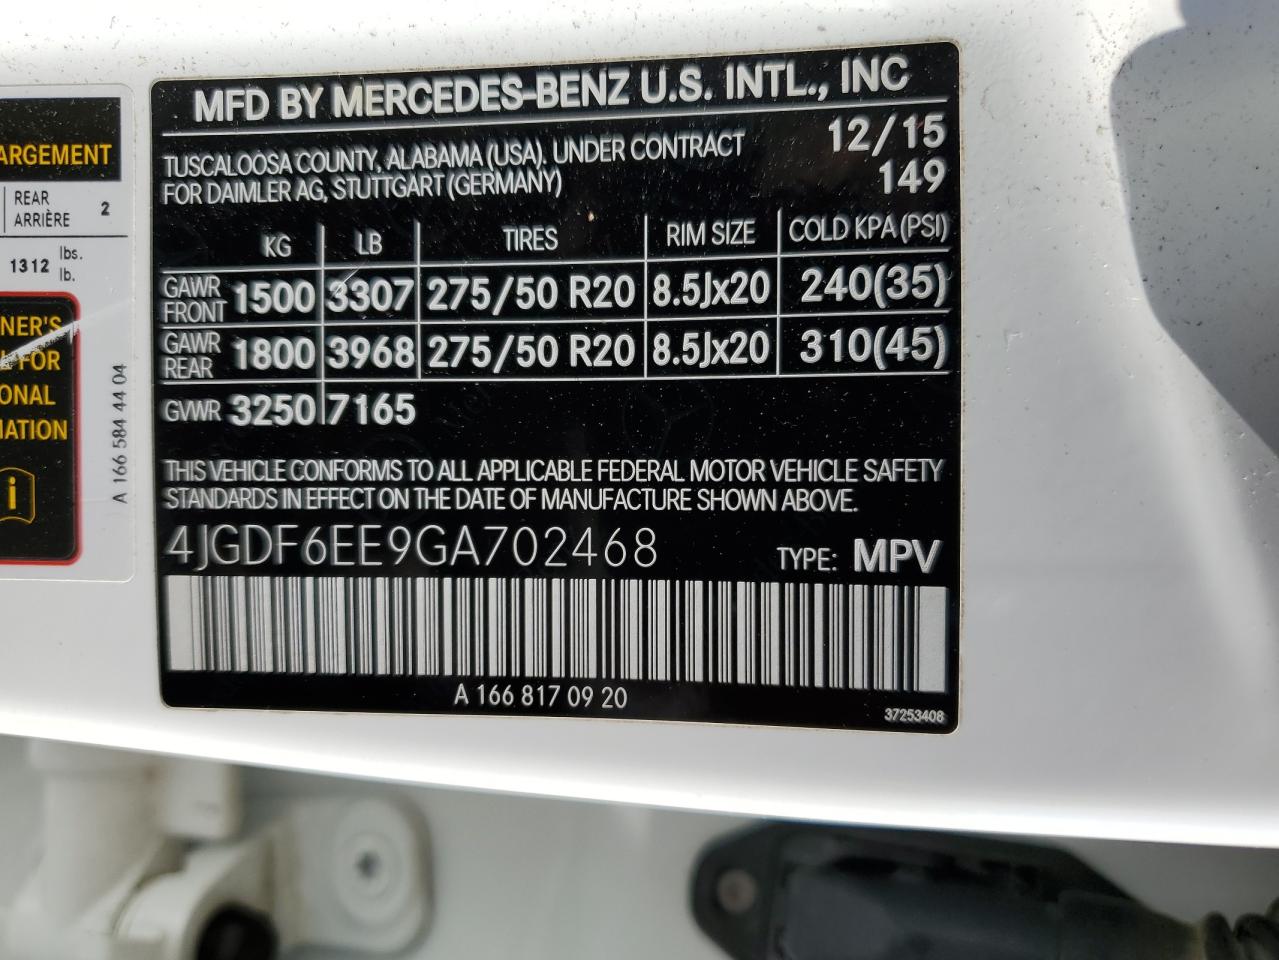 ARGEMENT
REAR
ARRIÈRE 2
1312 lbs.
lb.
NER'S
FOR
ONAL
MATION
i
A 166 584 44 04
MFD BY MERCEDES-BENZ U.S. INTL., INC
TUSCALOOSA COUNTY, ALABAMA (USA). UNDER CONTRACT 12/15
FOR DAIMLER AG, STUTTGART (GERMANY) 149
KG LB TIRES RIM SIZE COLD KPA (PSI)
GAWR FRONT 1500 3307 275/50 R20 8.5Jx20 240(35)
GAWR REAR 1800 3968 275/50 R20 8.5Jx20 310(45)
GVWR 3250 7165
THIS VEHICLE CONFORMS TO ALL APPLICABLE FEDERAL MOTOR VEHICLE SAFETY
STANDARDS IN EFFECT ON THE DATE OF MANUFACTURE SHOWN ABOVE.
4JGDF6EE9GA702468 TYPE: MPV
A 166 817 09 20
37253408